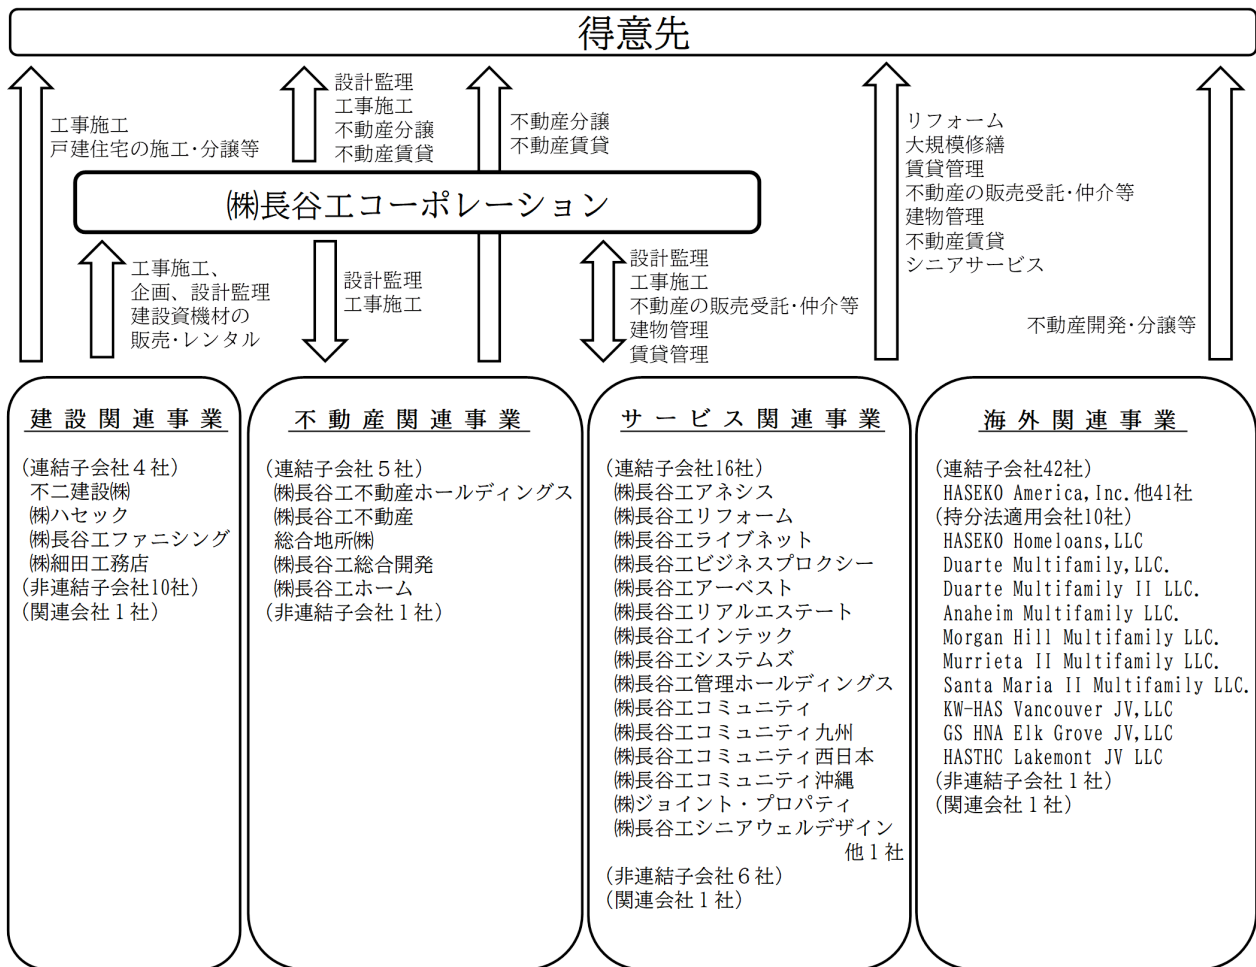 得意先
工事施工
戸建住宅の施工・分譲等
設計監理
工事施工
不動産分譲
不動産賃貸
不動産分譲
不動産賃貸
リフォーム
大規模修繕
賃貸管理
不動産の販売受託・仲介等
建物管理
不動産賃貸
シニアサービス
㈱長谷工コーポレーション
工事施工、
企画、設計監理
建設資機材の
販売・レンタル
設計監理
工事施工
設計監理
工事施工
不動産の販売受託・仲介等
建物管理
賃貸管理
不動産開発・分譲等
建設関連事業
(連結子会社４社)
不二建設㈱
㈱ハセック
㈱長谷工ファニシング
㈱細田工務店
(非連結子会社10社)
(関連会社１社)
不動産関連事業
(連結子会社５社)
㈱長谷工不動産ホールディングス
㈱長谷工不動産
総合地所㈱
㈱長谷工総合開発
㈱長谷工ホーム
(非連結子会社１社)
サービス関連事業
(連結子会社16社)
㈱長谷工アネシス
㈱長谷工リフォーム
㈱長谷工ライブネット
㈱長谷工ビジネスプロクシー
㈱長谷工アーベスト
㈱長谷工リアルエステート
㈱長谷工インテック
㈱長谷工システムズ
㈱長谷工管理ホールディングス
㈱長谷工コミュニティ
㈱長谷工コミュニティ九州
㈱長谷工コミュニティ西日本
㈱長谷工コミュニティ沖縄
㈱ジョイント・プロパティ
㈱長谷工シニアウェルデザイン
他１社
(非連結子会社６社)
(関連会社１社)
海外関連事業
(連結子会社42社)
HASEKO America,Inc.他41社
(持分法適用会社10社)
HASEKO Homeloans,LLC
Duarte Multifamily,LLC.
Duarte Multifamily II LLC.
Anaheim Multifamily LLC.
Morgan Hill Multifamily LLC.
Murrieta II Multifamily LLC.
Santa Maria II Multifamily LLC.
KW-HAS Vancouver JV,LLC
GS HNA Elk Grove JV,LLC
HASTHC Lakemont JV LLC
(非連結子会社１社)
(関連会社１社)